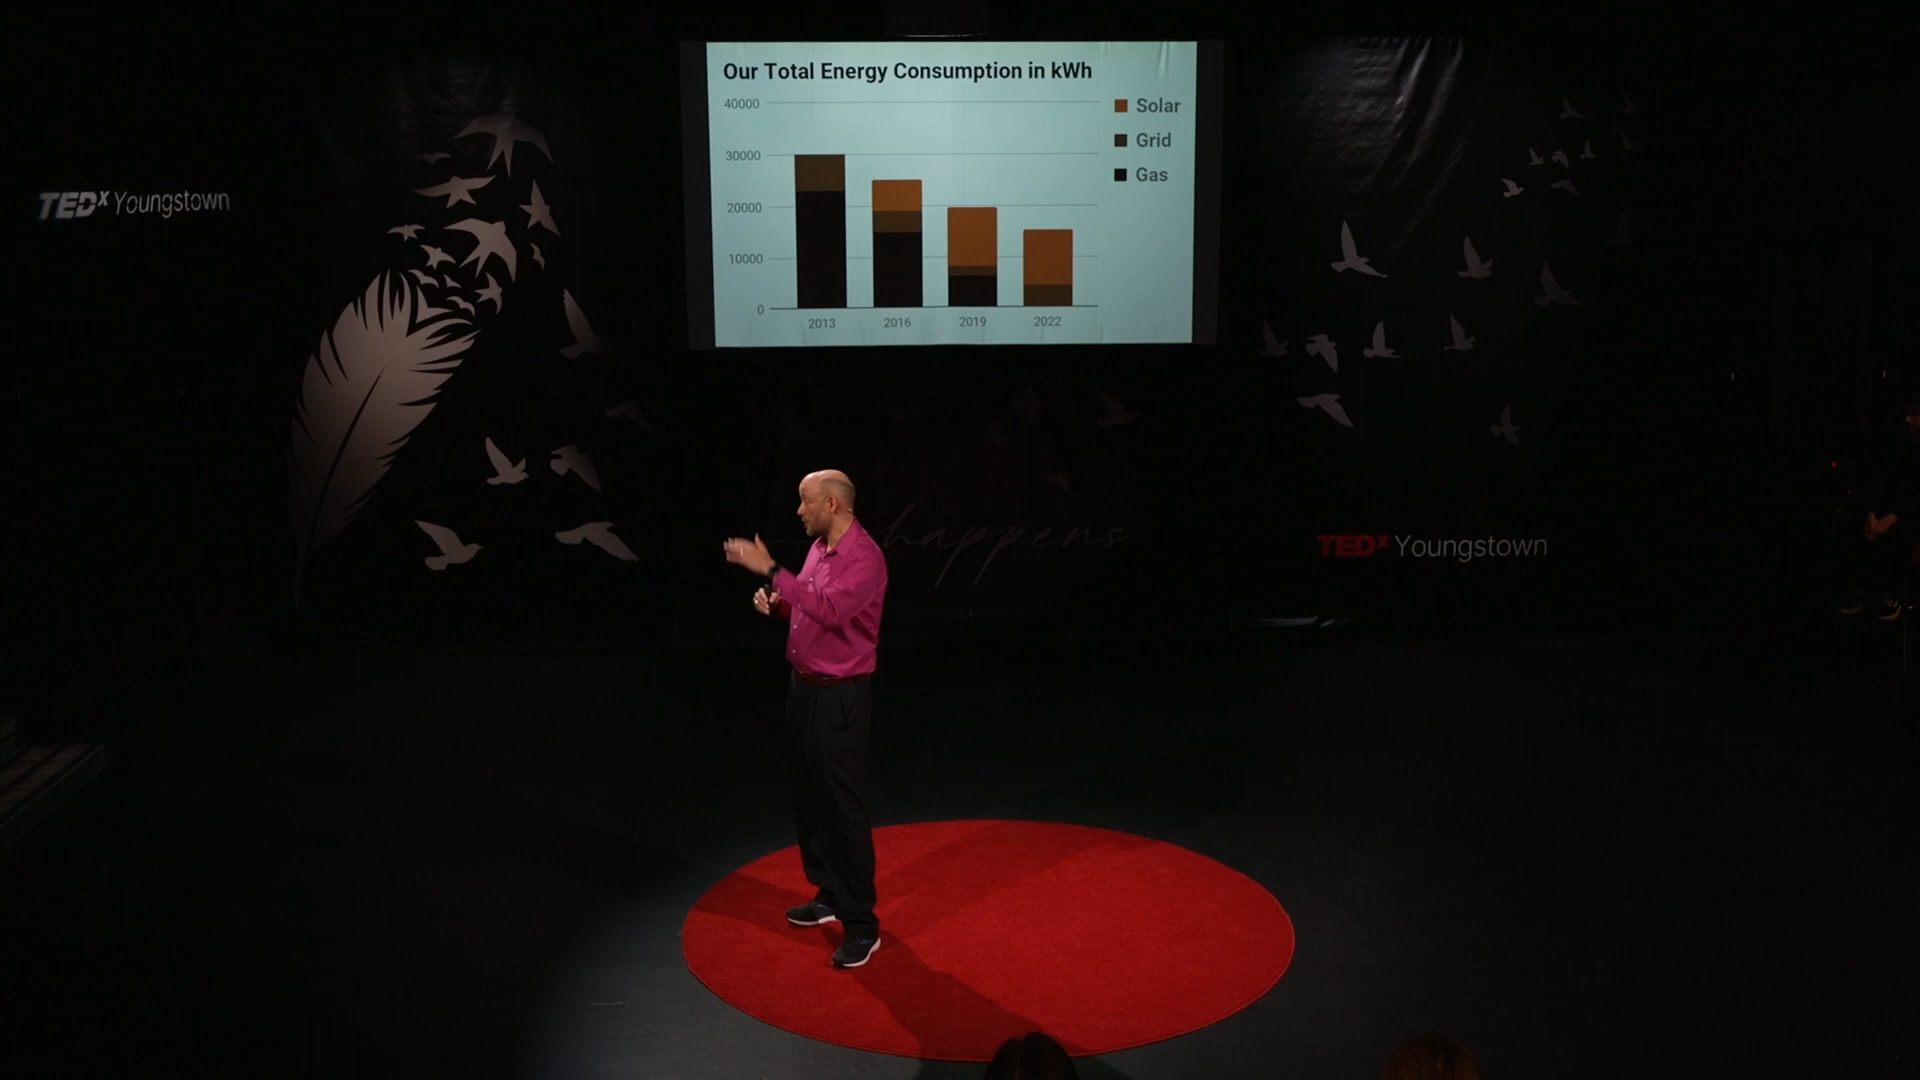 Our Total Energy Consumption in kWh
40000
30000
20000
10000
0
2013
2016
2019
2022
Solar
Grid
Gas
TEDx Youngstown
happens
TEDx Youngstown